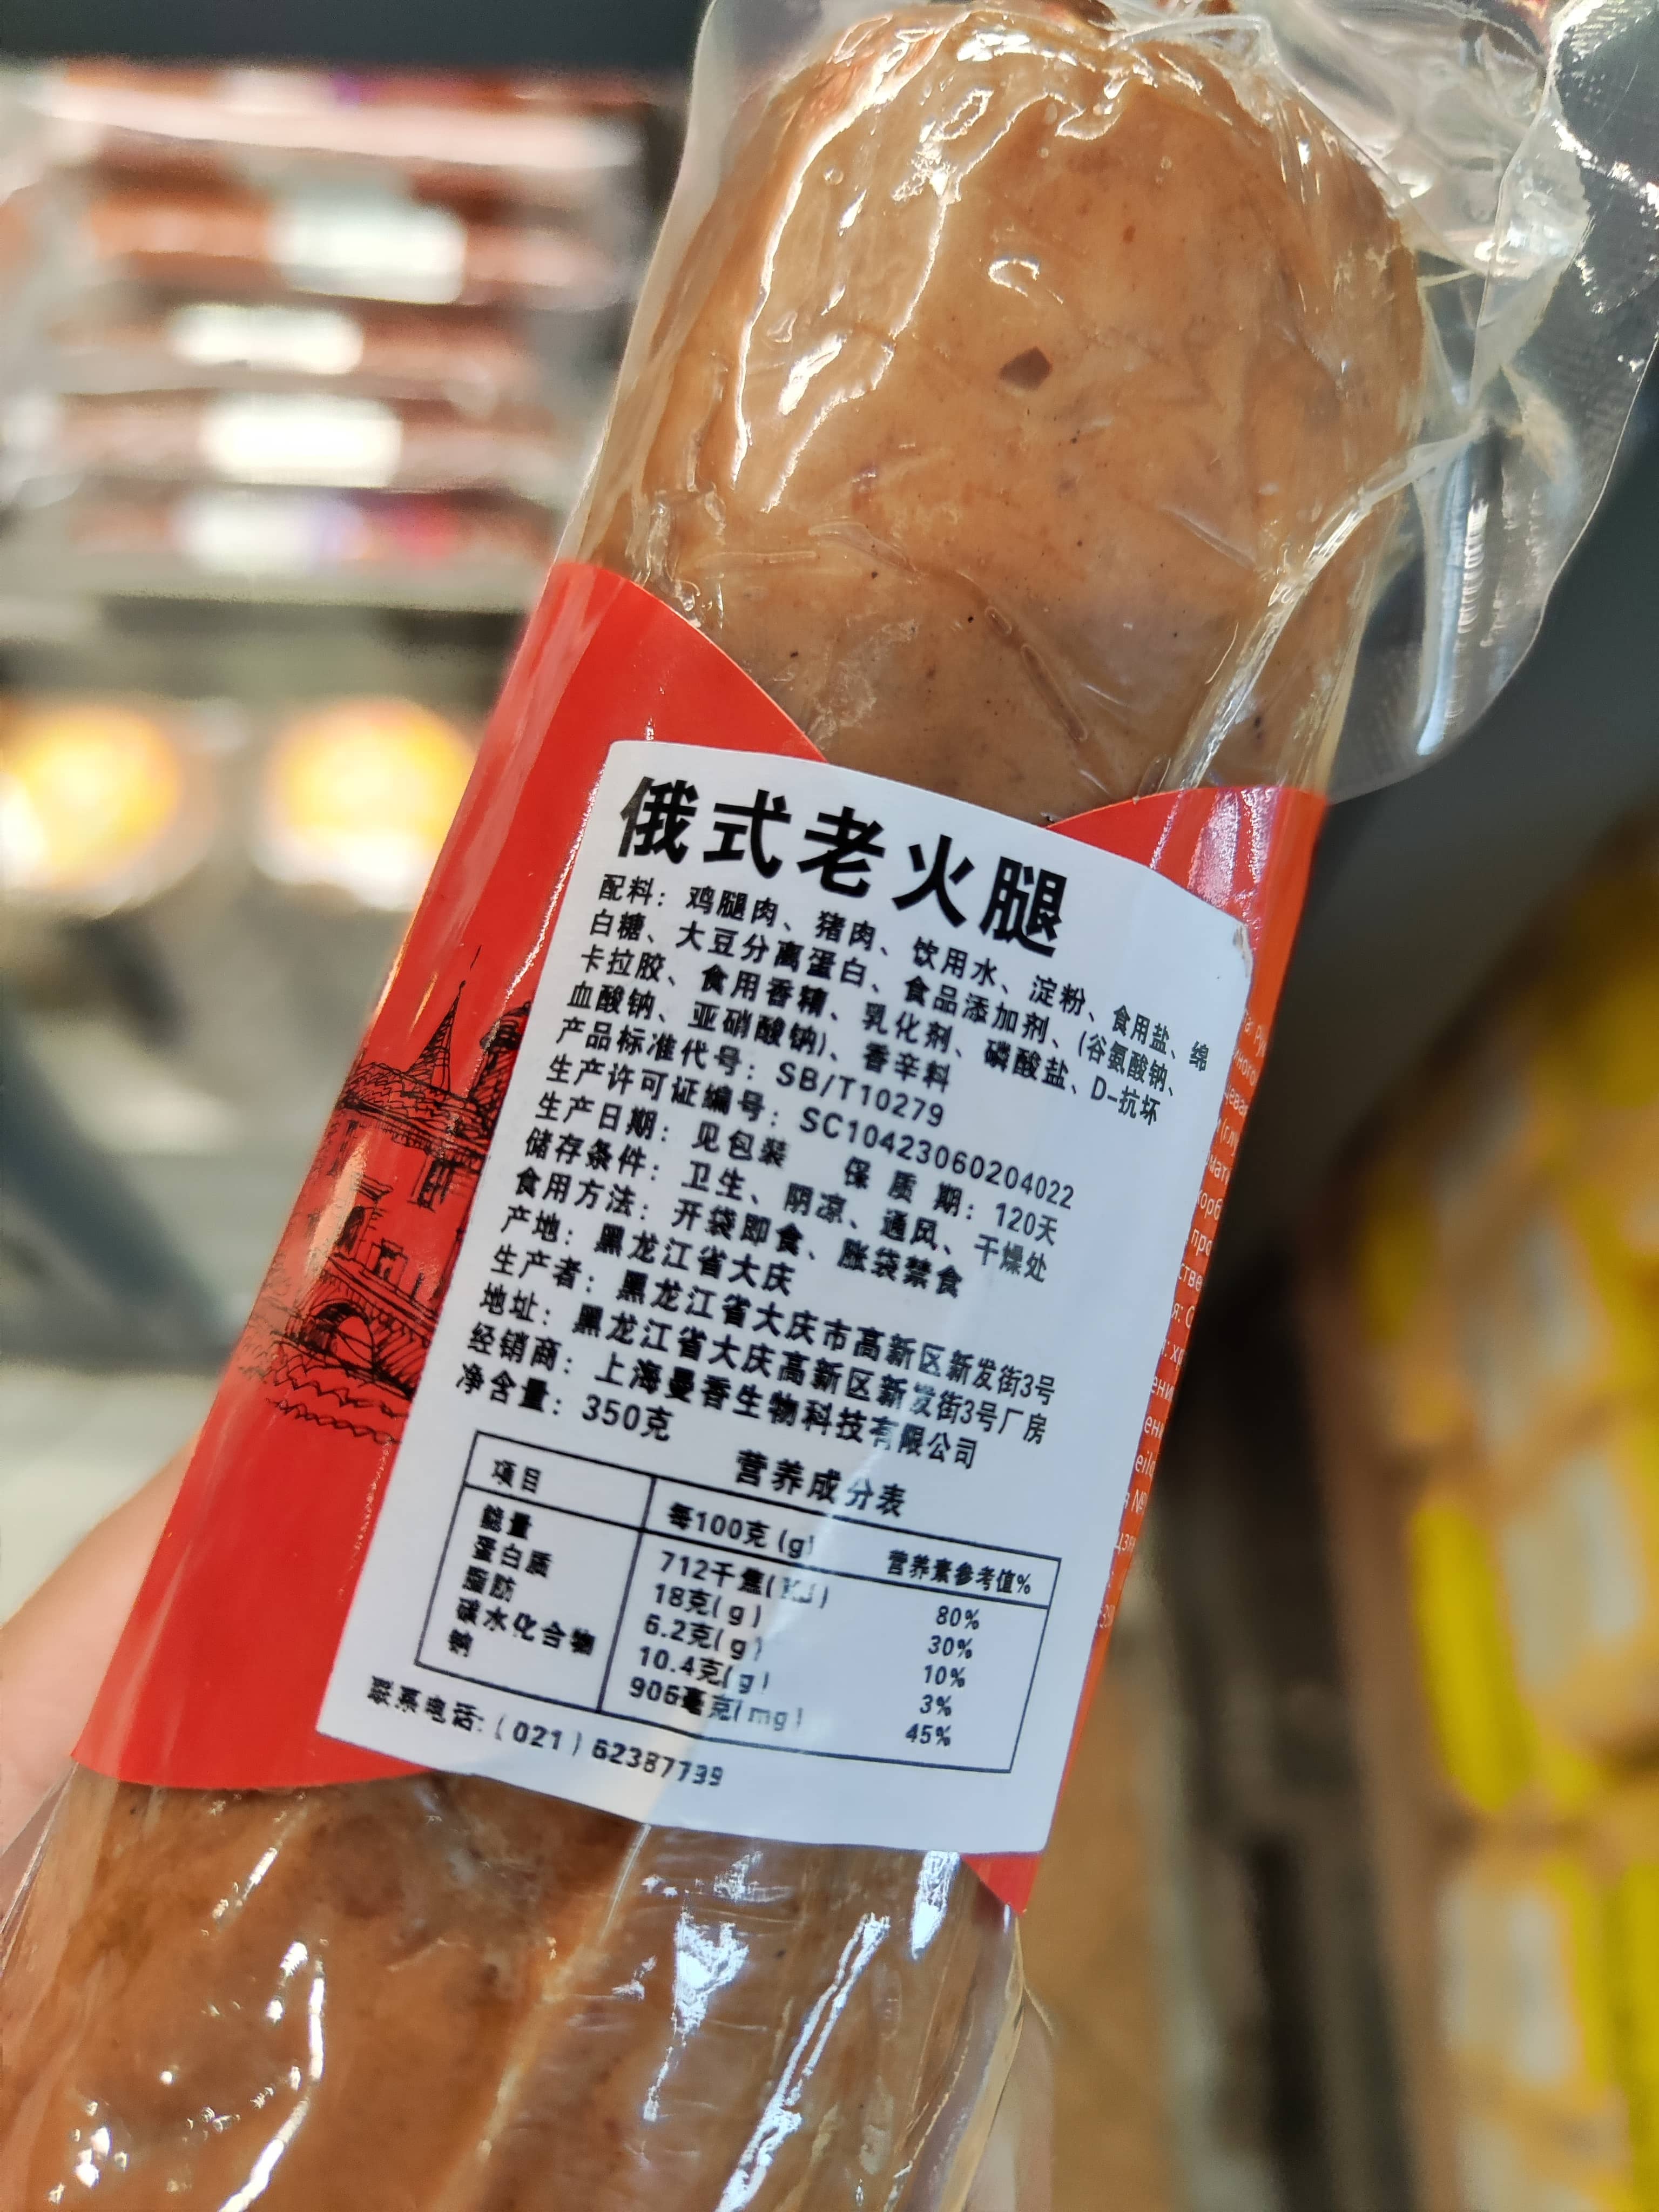 俄式老火腿
配料：鸡腿肉、猪肉、饮用水、淀粉、食用盐、绵
白糖、大豆分离蛋白、食品添加剂、(谷氨酸钠、
卡拉胶、食用香精、乳化剂、磷酸盐、D-抗坏
血酸钠、亚硝酸钠)、香辛料
产品标准代号：SB/T10279
生产许可证编号：SC10423060204022
生产日期：见包装 保 质 期：120天
储存条件：卫生、阴凉、通风、干燥处
食用方法：开袋即食、胀袋禁食
产地：黑龙江省大庆
生产者：黑龙江省大庆市高新区新发街3号
地址：黑龙江省大庆高新区新发街3号厂房
经销商：上海曼香生物科技有限公司
净含量：350克
营养成分表
项目 每100克 (g) 营养素参考值%
能量 712千焦(KJ) 80%
蛋白质 18克(g) 30%
脂肪 6.2克(g) 10%
碳水化合物 10.4克(g) 3%
钠 906毫克(mg) 45%
联系电话:(021)62387739